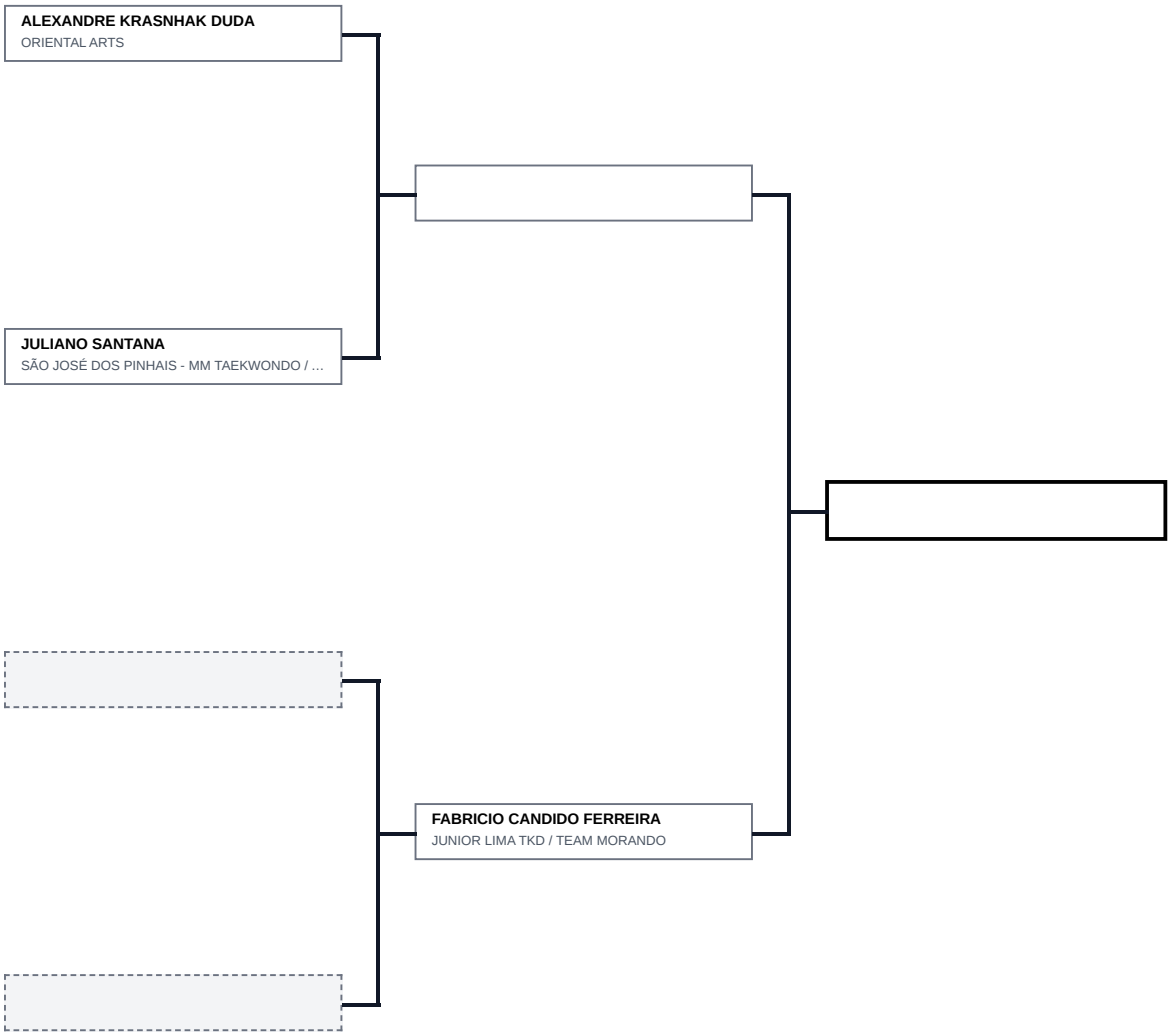 ALEXANDRE KRASNHAK DUDA
ORIENTAL ARTS
JULIANO SANTANA
SÃO JOSÉ DOS PINHAIS - MM TAEKWONDO / ...
FABRICIO CANDIDO FERREIRA
JUNIOR LIMA TKD / TEAM MORANDO